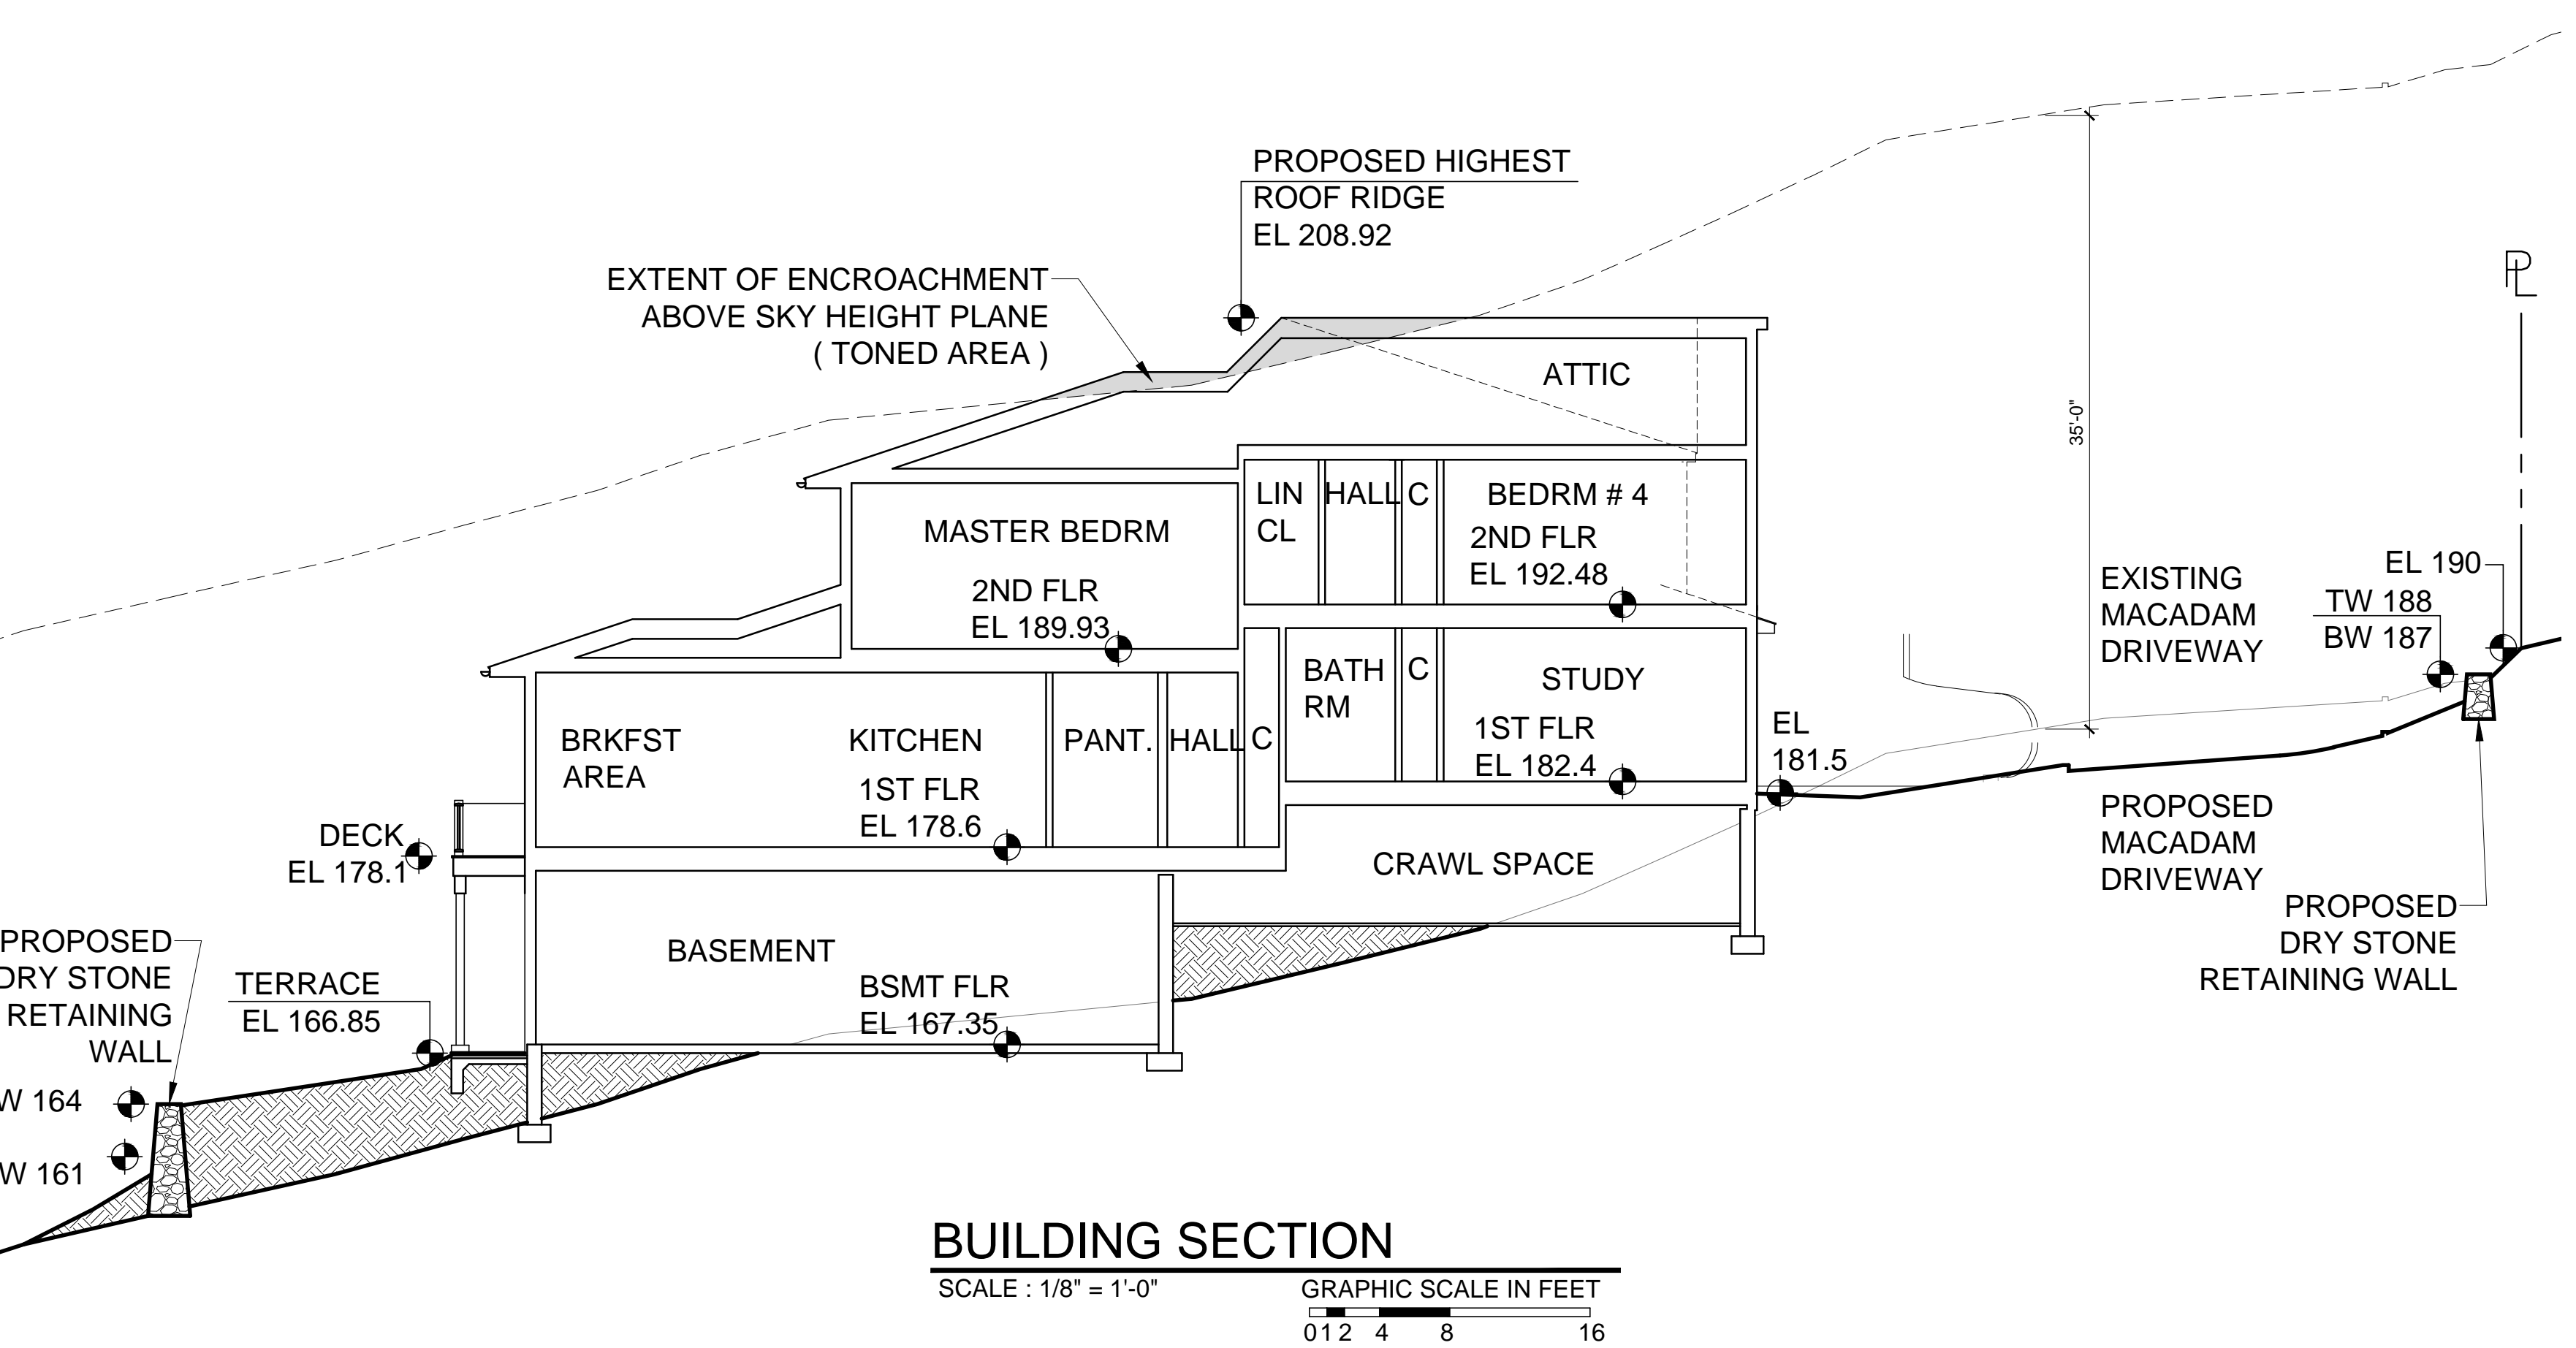 PROPOSED HIGHEST
ROOF RIDGE
EL 208.92
EXTENT OF ENCROACHMENT
ABOVE SKY HEIGHT PLANE
( TONED AREA )
PL
ATTIC
35'-0"
LIN
CL
HALL
C
BEDRM # 4
2ND FLR
EL 192.48
MASTER BEDRM
2ND FLR
EL 189.93
EXISTING
MACADAM
DRIVEWAY
EL 190
TW 188
BW 187
BATH
RM
C
STUDY
1ST FLR
EL 182.4
EL
181.5
BRKFST
AREA
KITCHEN
1ST FLR
EL 178.6
PANT.
HALL
C
DECK
EL 178.1
CRAWL SPACE
PROPOSED
MACADAM
DRIVEWAY
PROPOSED
DRY STONE
RETAINING WALL
PROPOSED
DRY STONE
RETAINING
WALL
TERRACE
EL 166.85
BASEMENT
BSMT FLR
EL 167.35
W 164
W 161
BUILDING SECTION
SCALE : 1/8" = 1'-0"
GRAPHIC SCALE IN FEET
0 1 2 4 8 16